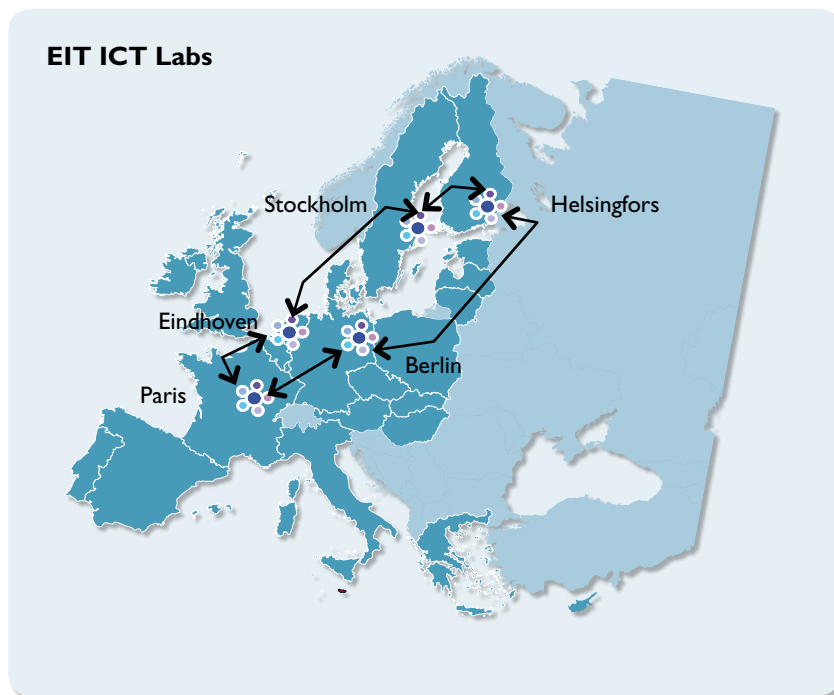 EIT ICT Labs
Stockholm
Helsingfors
Eindhoven
Berlin
Paris